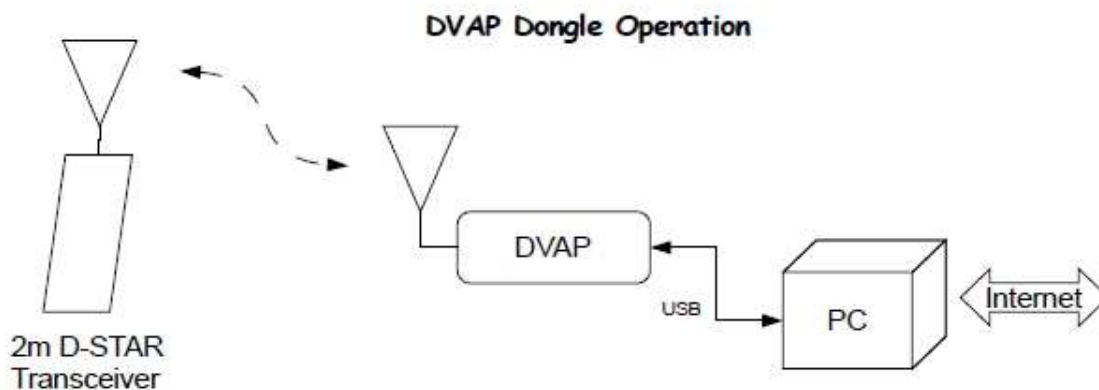 DVAP Dongle Operation
DVAP
USB
PC
Internet
2m D-STAR
Transceiver